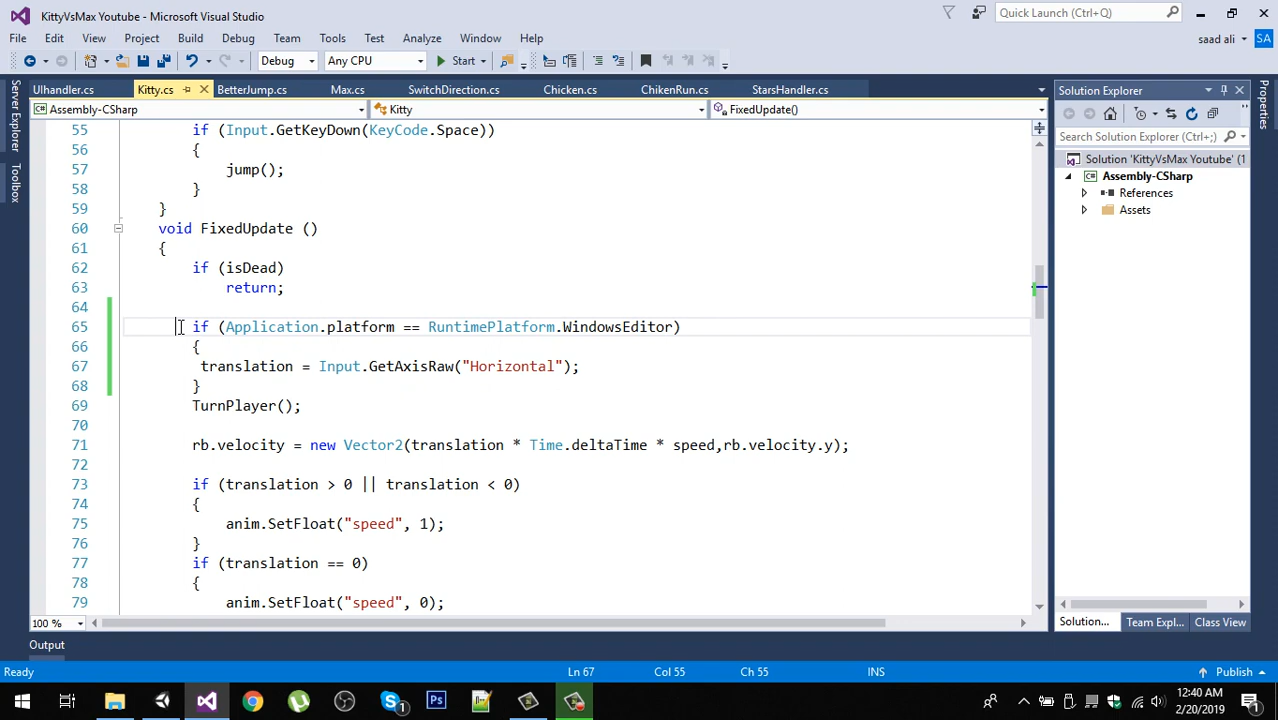 KittyVsMax Youtube - Microsoft Visual Studio
Quick Launch (Ctrl+Q)
File Edit View Project Build Debug Team Tools Test Analyze Window Help
saad ali SA
Debug Any CPU Start
UIhandler.cs Kitty.cs BetterJump.cs Max.cs SwitchDirection.cs Chicken.cs ChikenRun.cs StarsHandler.cs
Assembly-CSharp Kitty FixedUpdate()
Server Explorer
Toolbox
55 if (Input.GetKeyDown(KeyCode.Space))
56 {
57 jump();
58 }
59 }
60 void FixedUpdate ()
61 {
62 if (isDead)
63 return;
64
65 if (Application.platform == RuntimePlatform.WindowsEditor)
66 {
67 translation = Input.GetAxisRaw("Horizontal");
68 }
69 TurnPlayer();
70
71 rb.velocity = new Vector2(translation * Time.deltaTime * speed,rb.velocity.y);
72
73 if (translation > 0 || translation < 0)
74 {
75 anim.SetFloat("speed", 1);
76 }
77 if (translation == 0)
78 {
79 anim.SetFloat("speed", 0);
100 %
Solution Explorer
Search Solution Explorer (Ctrl+;)
Solution 'KittyVsMax Youtube' (1
Assembly-CSharp
References
Assets
Solution... Team Expl... Class View
Properties
Output
Ready Ln 67 Col 55 Ch 55 INS Publish
12:40 AM
2/20/2019